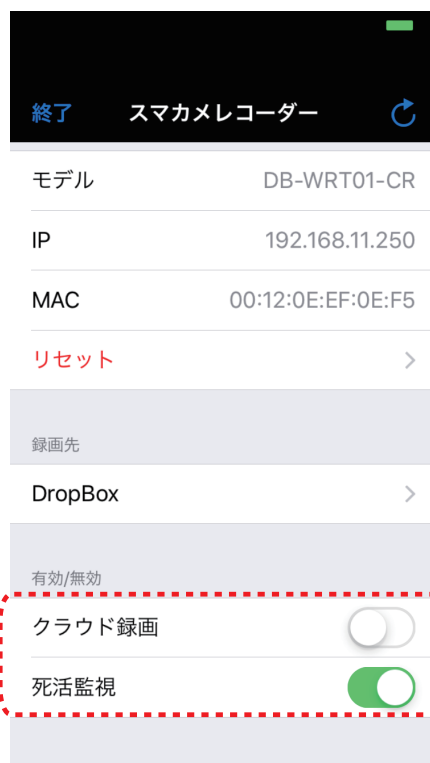 終了 スマカメレコーダー
モデル DB-WRT01-CR
IP 192.168.11.250
MAC 00:12:0E:EF:0E:F5
リセット
録画先
DropBox
有効/無効
クラウド録画
死活監視